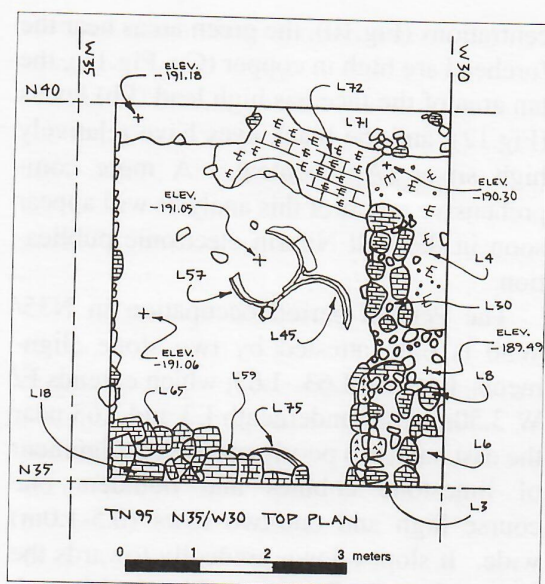 W35
W30
ELEV.
-191.18
N40
L72
L71
ELEV.
-190.30
ELEV.
-191.05
L4
L57
L30
L45
ELEV.
-189.49
ELEV.
-191.06
L8
L18
L65
L59
L75
L6
N35
L3
TN95 N35/W30 TOP PLAN
0 1 2 3 meters